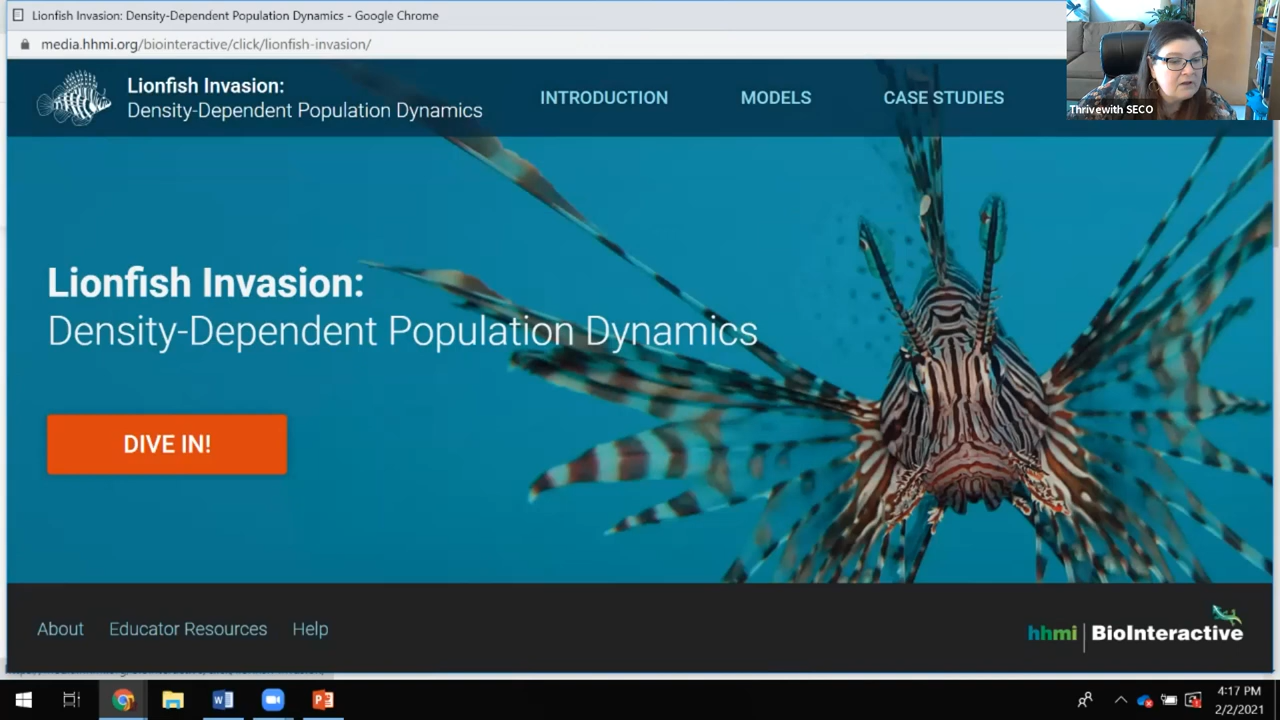 Lionfish Invasion: Density-Dependent Population Dynamics - Google Chrome
media.hhmi.org/biointeractive/click/lionfish-invasion/
Lionfish Invasion:
Density-Dependent Population Dynamics
INTRODUCTION
MODELS
CASE STUDIES
Thrivewith SECO
Lionfish Invasion:
Density-Dependent Population Dynamics
DIVE IN!
About
Educator Resources
Help
hhmi BioInteractive
4:17 PM
2/2/2021